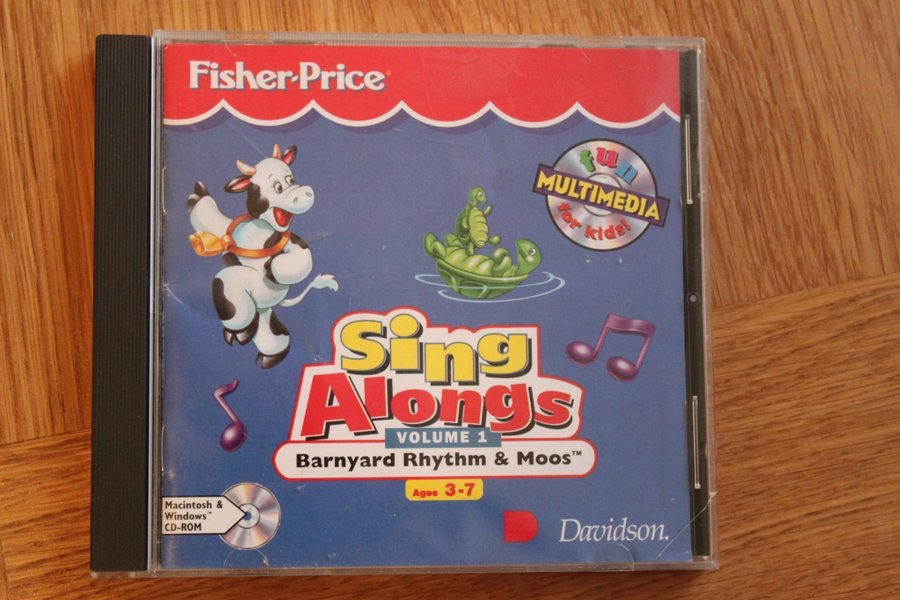 Fisher-Price
fun
MULTIMEDIA
for kids!
Sing
Alongs
VOLUME 1
Barnyard Rhythm & Moos™
Ages 3-7
Macintosh &
Windows™
CD-ROM
Davidson.